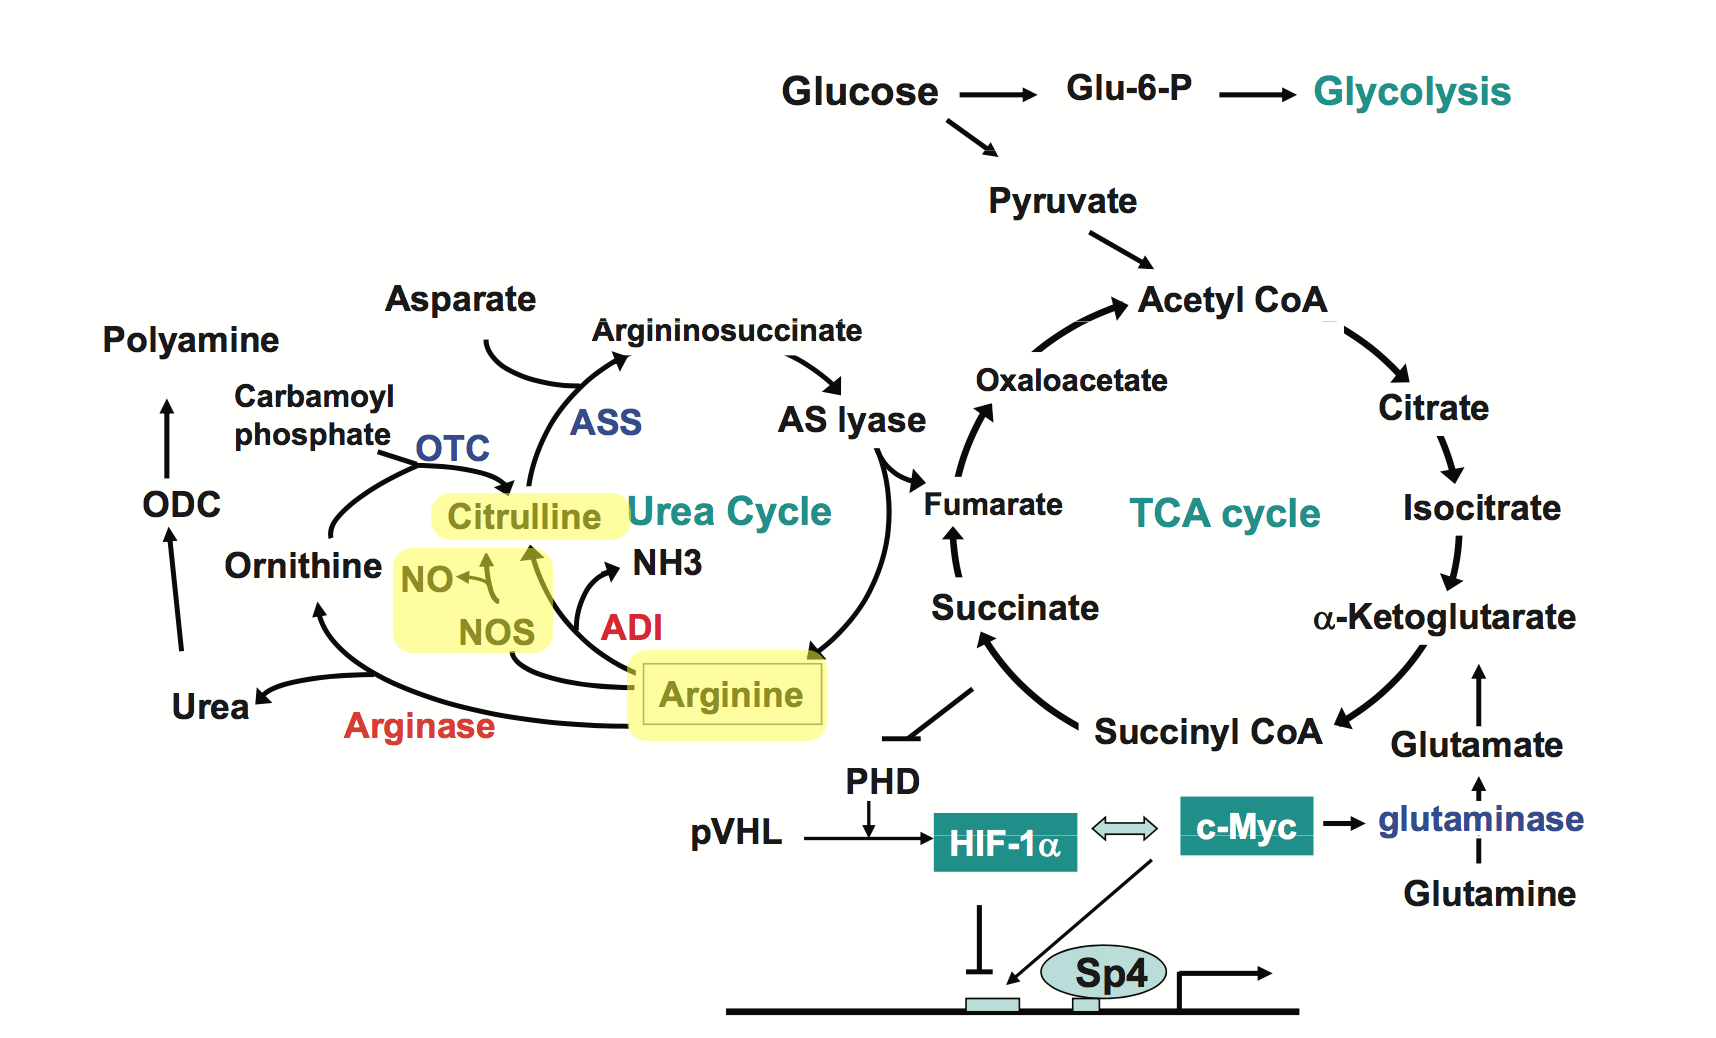 Glucose
Glu-6-P
Glycolysis
Pyruvate
Asparate
Acetyl CoA
Polyamine
Argininosuccinate
Oxaloacetate
Carbamoyl
phosphate
OTC
ASS
AS lyase
Citrate
ODC
Citrulline
Urea Cycle
Fumarate
TCA cycle
Isocitrate
Ornithine
NO
NH3
NOS
ADI
Succinate
α-Ketoglutarate
Urea
Arginase
Arginine
Succinyl CoA
Glutamate
PHD
pVHL
HIF-1α
c-Myc
glutaminase
Glutamine
Sp4